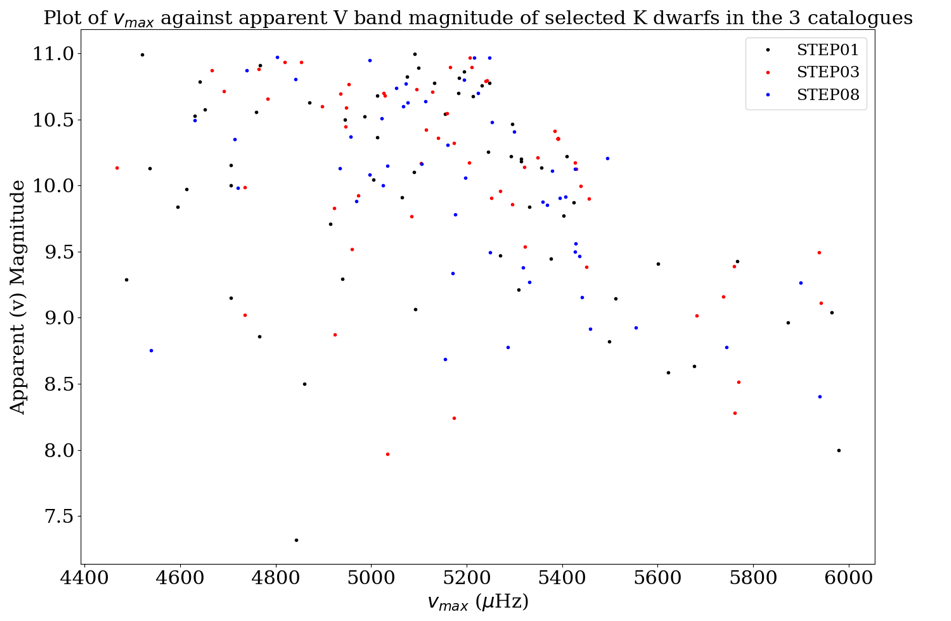 Plot of v_max against apparent V band magnitude of selected K dwarfs in the 3 catalogues
STEP01
STEP03
STEP08
Apparent (v) Magnitude
11.0
10.5
10.0
9.5
9.0
8.5
8.0
7.5
4400 4600 4800 5000 5200 5400 5600 5800 6000
v_max (μHz)